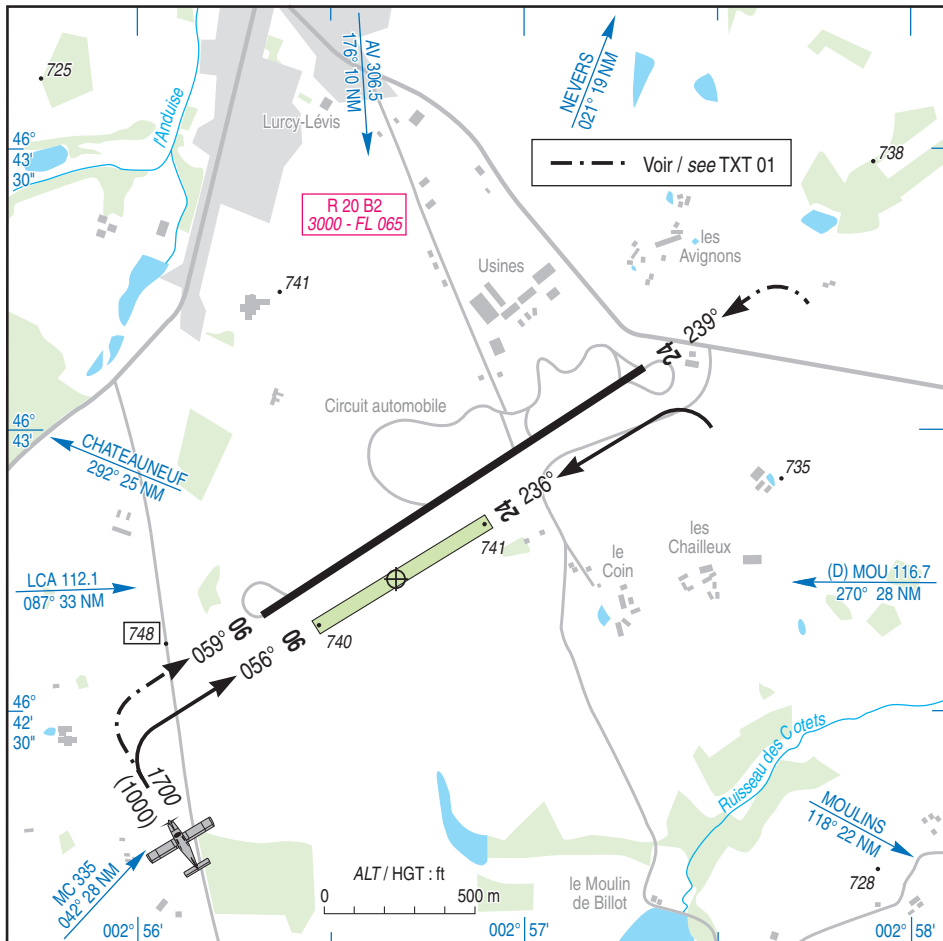 725
l'Anduise
Lurcy-Lévis
AV 306.5
176° 10 NM
NEVERS
021° 19 NM
46°
43'
30"
Voir / see TXT 01
738
R 20 B2
3000 - FL 065
les
Avignons
741
Usines
24 239°
Circuit automobile
46°
43'
CHATEAUNEUF
292° 25 NM
735
24 236°
741
les
Chailleux
le
Coin
LCA 112.1
087° 33 NM
(D) MOU 116.7
270° 28 NM
748
059° 06
056° 06
740
46°
42'
30"
1700
(1000)
Ruisseau des Cotets
MOULINS
118° 22 NM
MC 335
042° 28 NM
ALT / HGT : ft
0 500 m
le Moulin
de Billot
728
002° 56'
002° 57'
002° 58'